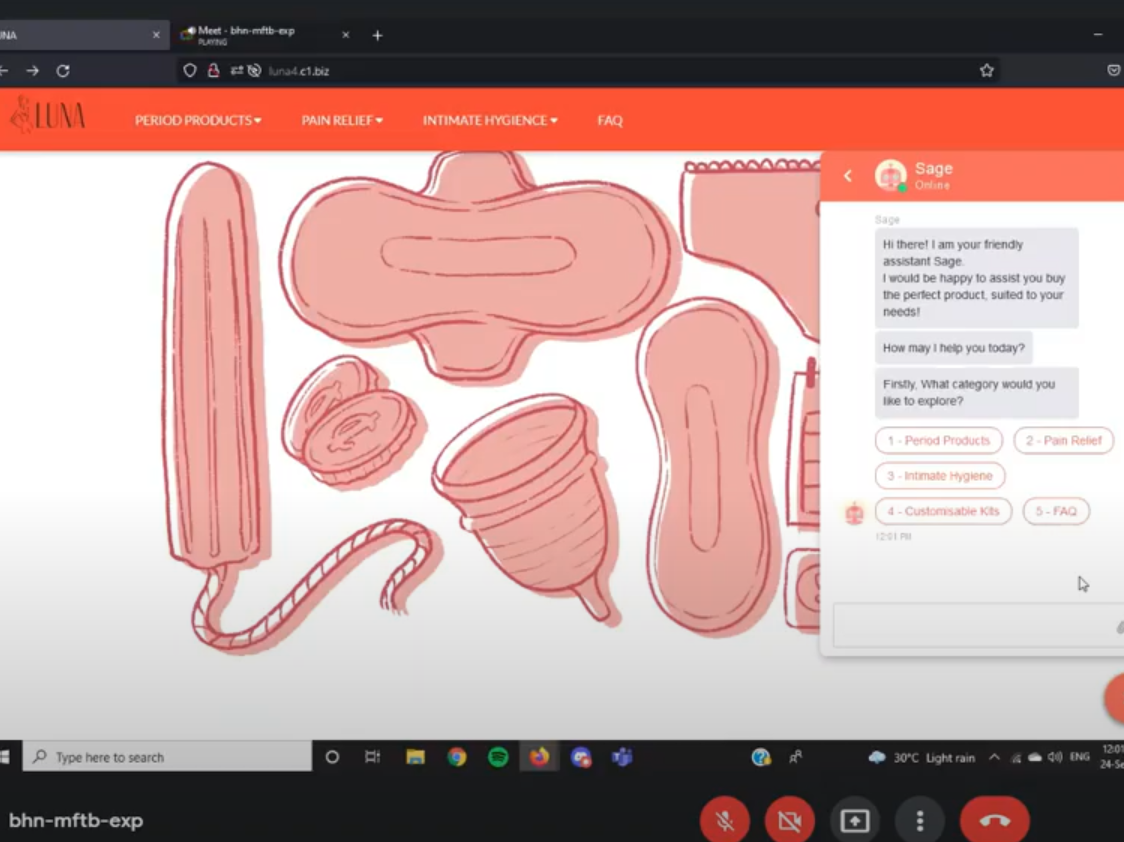 UNA
Meet - bhn-mftb-exp
PLAYING
luna4.c1.biz
LUNA
PERIOD PRODUCTS
PAIN RELIEF
INTIMATE HYGIENCE
FAQ
Sage
Online
Sage
Hi there! I am your friendly
assistant Sage.
I would be happy to assist you buy
the perfect product, suited to your
needs!
How may I help you today?
Firstly, What category would you
like to explore?
1 - Period Products
2 - Pain Relief
3 - Intimate Hygiene
4 - Customisable Kits
5 - FAQ
12:01 PM
Type here to search
30°C Light rain
ENG
12:01
24-Se
bhn-mftb-exp